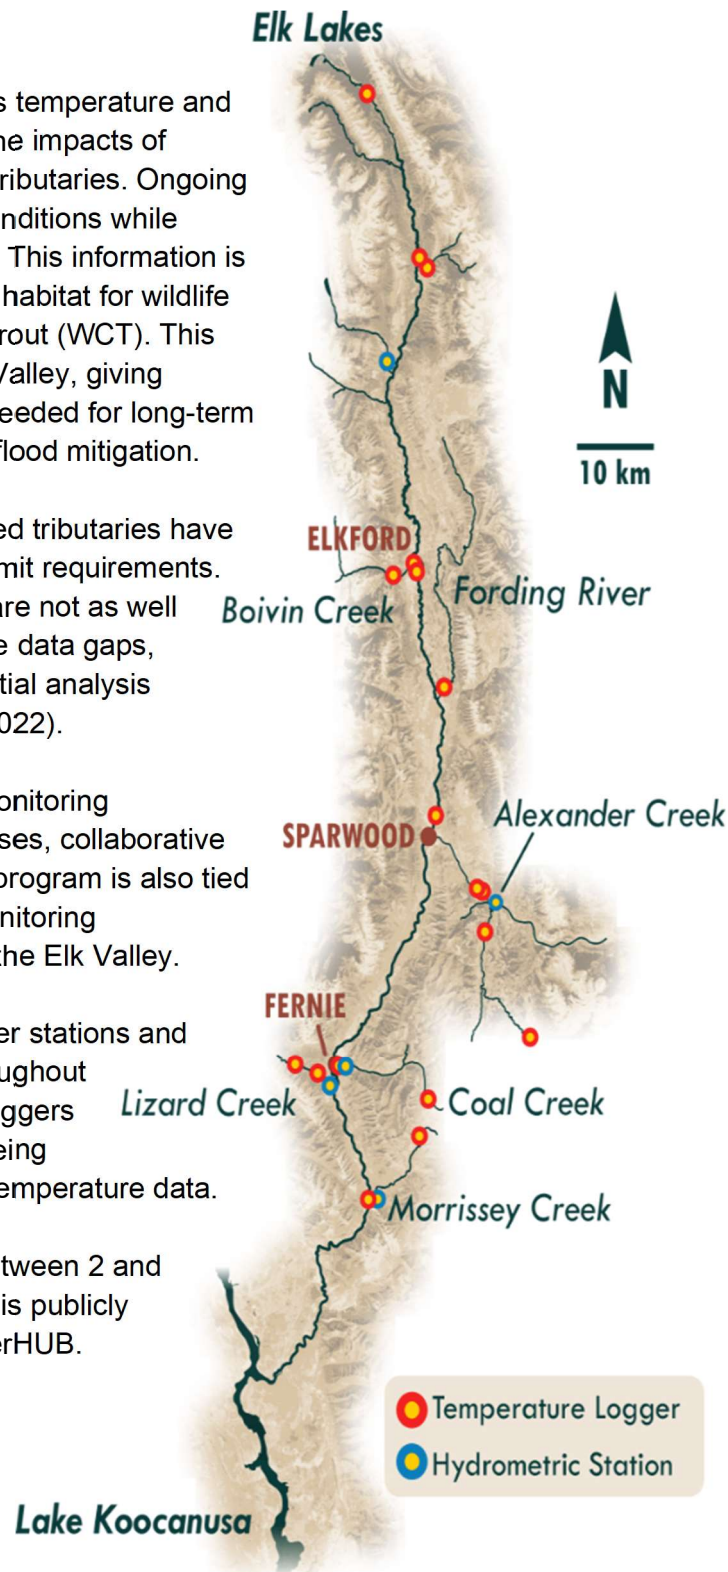 Elk Lakes
s temperature and
ne impacts of
ributaries. Ongoing
nditions while
This information is
habitat for wildlife
rout (WCT). This
Valley, giving
eeded for long-term
flood mitigation.
N
10 km
ed tributaries have
ELKFORD
mit requirements.
Fording River
are not as well
Boivin Creek
e data gaps,
tial analysis
022).
onitoring
Alexander Creek
SPARWOOD
ses, collaborative
program is also tied
nitoring
the Elk Valley.
FERNIE
er stations and
ughout
Lizard Creek
Coal Creek
oggers
eing
emperature data.
Morrissey Creek
tween 2 and
is publicly
erHUB.
Temperature Logger
Hydrometric Station
Lake Koocanusa